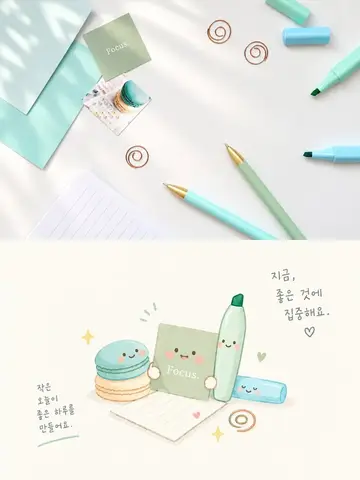 Focus.
지금,
좋은 것에
집중해요.
Focus.
작은
오늘이
좋은 하루를
만들어요.